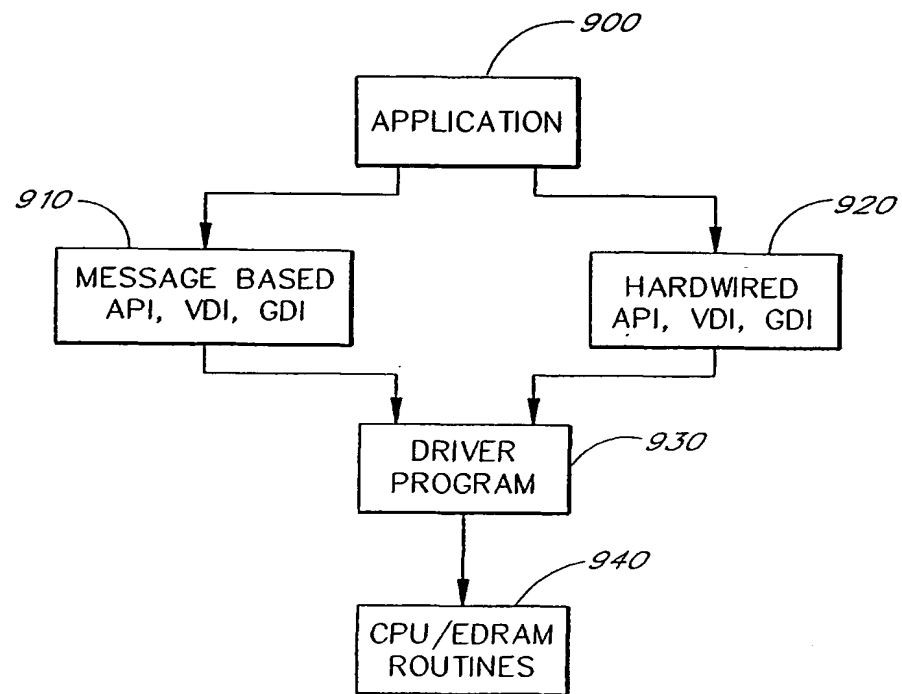 900
APPLICATION
910
920
MESSAGE BASED
API, VDI, GDI
HARDWIRED
API, VDI, GDI
DRIVER
PROGRAM
930
940
CPU/EDRAM
ROUTINES